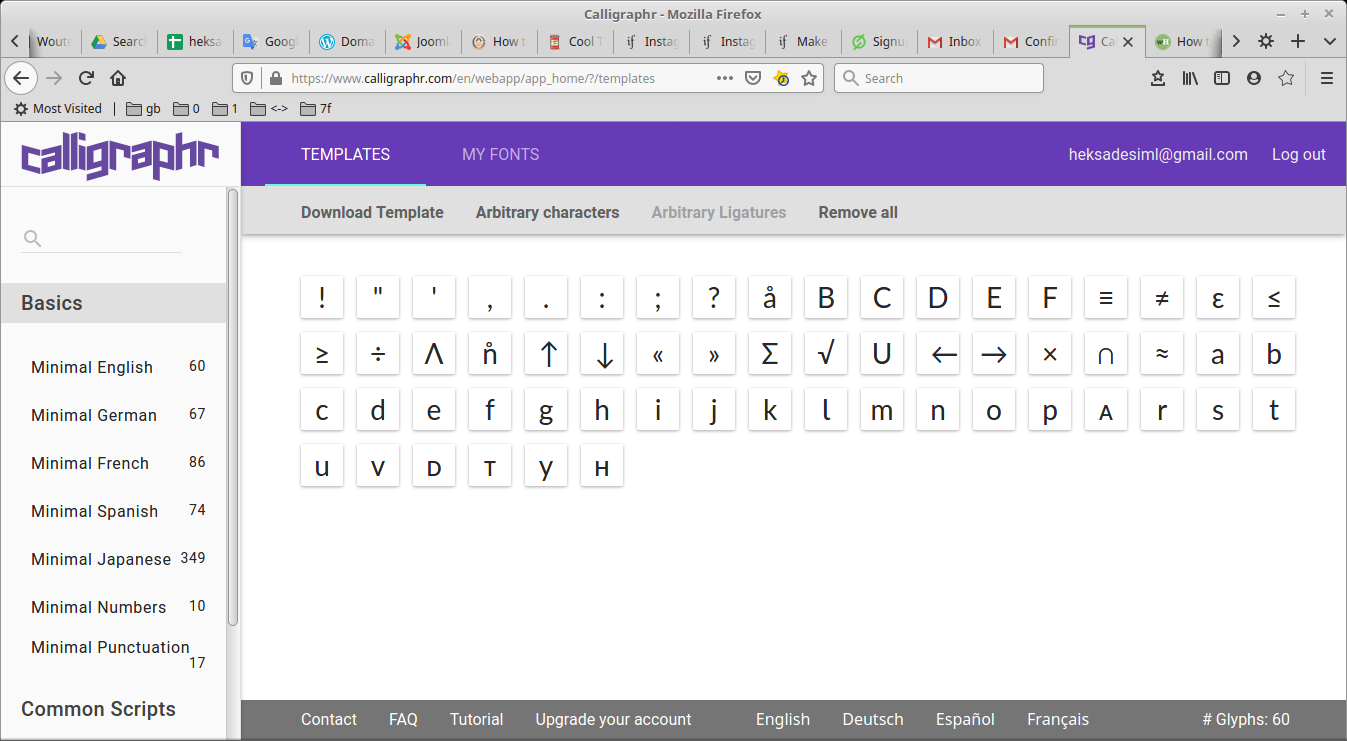 Calligraphr - Mozilla Firefox
Woute Searc heksa Googl Doma Jooml How t Cool T Instag Instag Make Signu Inbox Confir Ca How t
https://www.calligraphr.com/en/webapp/app_home/?/templates Search
Most Visited gb 0 1 <-> 7f
calligraphr TEMPLATES MY FONTS heksadesiml@gmail.com Log out
Download Template Arbitrary characters Arbitrary Ligatures Remove all
Basics
Minimal English 60
Minimal German 67
Minimal French 86
Minimal Spanish 74
Minimal Japanese 349
Minimal Numbers 10
Minimal Punctuation 17
Common Scripts
! " ' , . : ; ? å B C D E F ≡ ≠ ε ≤
≥ ÷ Λ n̊ ↑ ↓ « » Σ √ U ← → × ∩ ≈ a b
c d e f g h i j k l m n o p ᴀ r s t
u v ᴅ ᴛ y ʜ
Contact FAQ Tutorial Upgrade your account English Deutsch Español Français # Glyphs: 60